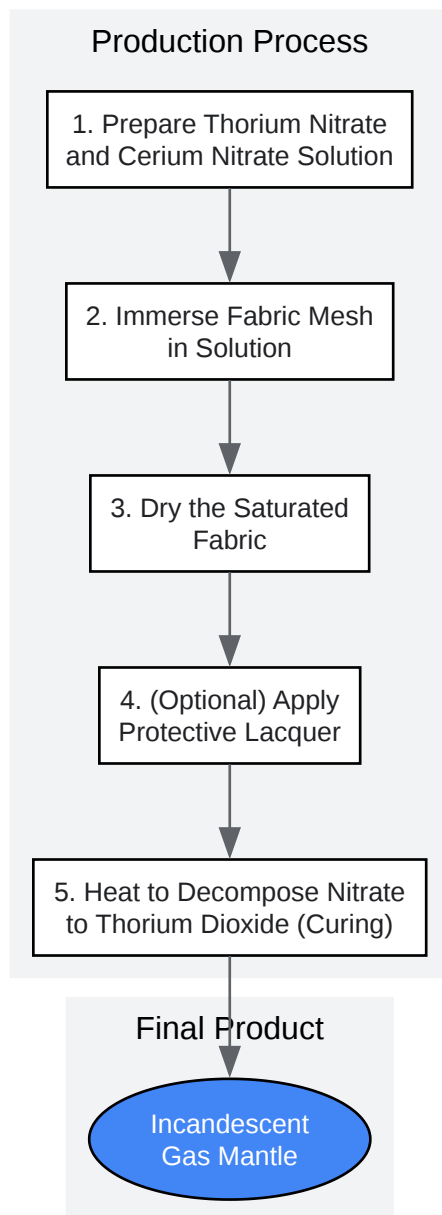 Production Process
1. Prepare Thorium Nitrate
and Cerium Nitrate Solution
2. Immerse Fabric Mesh
in Solution
3. Dry the Saturated
Fabric
4. (Optional) Apply
Protective Lacquer
5. Heat to Decompose Nitrate
to Thorium Dioxide (Curing)
Final Product
Incandescent
Gas Mantle